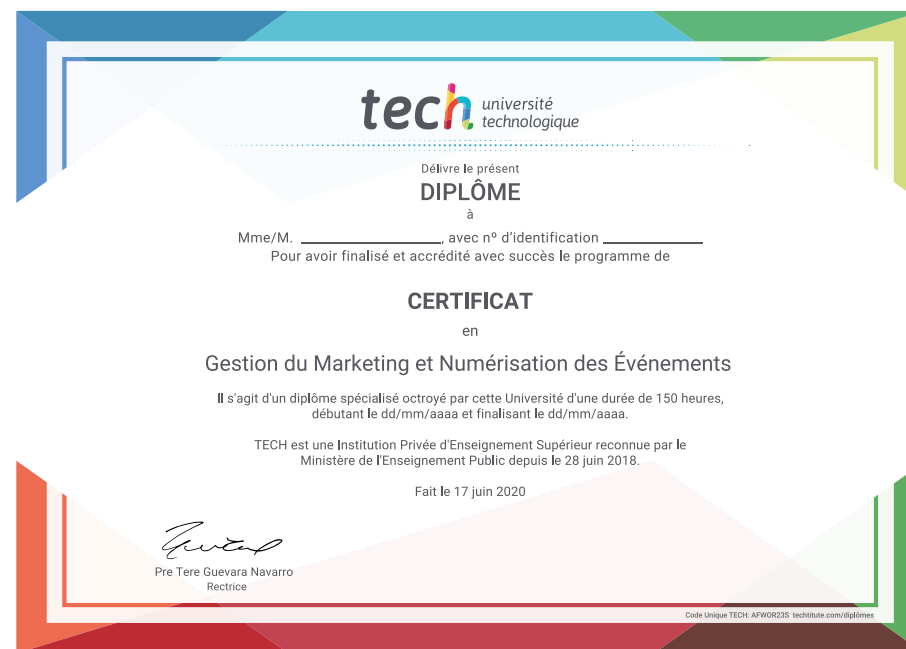 tech université
technologique
Délivre le présent
DIPLÔME
à
Mme/M. ____________________, avec nº d'identification ______________
Pour avoir finalisé et accrédité avec succès le programme de
CERTIFICAT
en
Gestion du Marketing et Numérisation des Événements
Il s'agit d'un diplôme spécialisé octroyé par cette Université d'une durée de 150 heures,
débutant le dd/mm/aaaa et finalisant le dd/mm/aaaa.
TECH est une Institution Privée d'Enseignement Supérieur reconnue par le
Ministère de l'Enseignement Public depuis le 28 juin 2018.
Fait le 17 juin 2020
Pre Tere Guevara Navarro
Rectrice
Code Unique TECH: AFWOR23S techtitute.com/diplômes